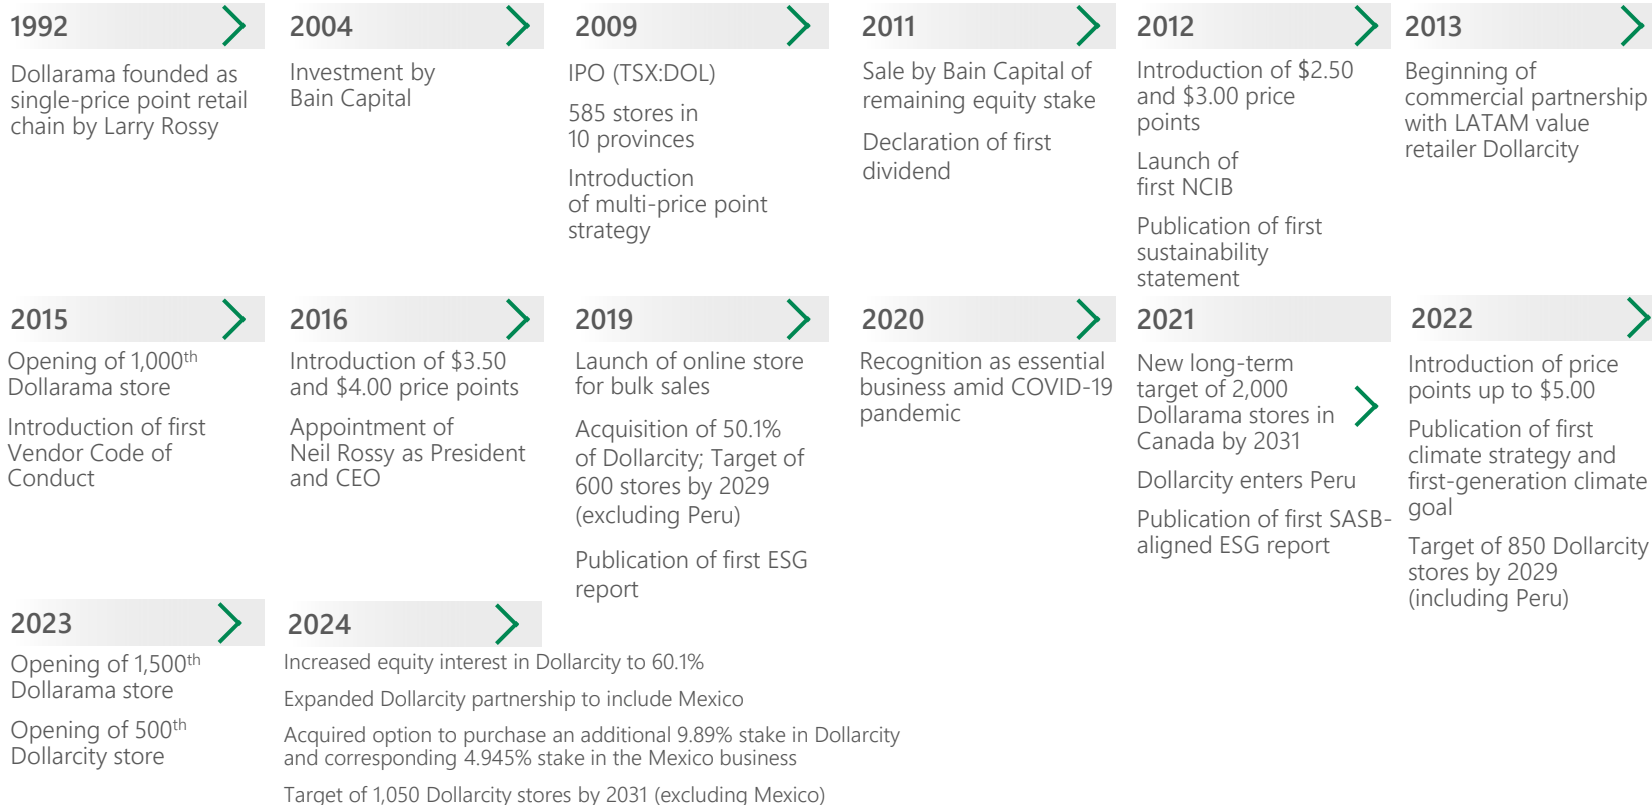 1992
Dollarama founded as
single-price point retail
chain by Larry Rossy
2004
Investment by
Bain Capital
2009
IPO (TSX:DOL)
585 stores in
10 provinces
Introduction
of multi-price point
strategy
2011
Sale by Bain Capital of
remaining equity stake
Declaration of first
dividend
2012
Introduction of $2.50
and $3.00 price
points
Launch of
first NCIB
Publication of first
sustainability
statement
2013
Beginning of
commercial partnership
with LATAM value
retailer Dollarcity
2015
Opening of 1,000th
Dollarama store
Introduction of first
Vendor Code of
Conduct
2016
Introduction of $3.50
and $4.00 price points
Appointment of
Neil Rossy as President
and CEO
2019
Launch of online store
for bulk sales
Acquisition of 50.1%
of Dollarcity; Target of
600 stores by 2029
(excluding Peru)
Publication of first ESG
report
2020
Recognition as essential
business amid COVID-19
pandemic
2021
New long-term
target of 2,000
Dollarama stores in
Canada by 2031
Dollarcity enters Peru
Publication of first SASB-
aligned ESG report
2022
Introduction of price
points up to $5.00
Publication of first
climate strategy and
first-generation climate
goal
Target of 850 Dollarcity
stores by 2029
(including Peru)
2023
Opening of 1,500th
Dollarama store
Opening of 500th
Dollarcity store
2024
Increased equity interest in Dollarcity to 60.1%
Expanded Dollarcity partnership to include Mexico
Acquired option to purchase an additional 9.89% stake in Dollarcity
and corresponding 4.945% stake in the Mexico business
Target of 1,050 Dollarcity stores by 2031 (excluding Mexico)